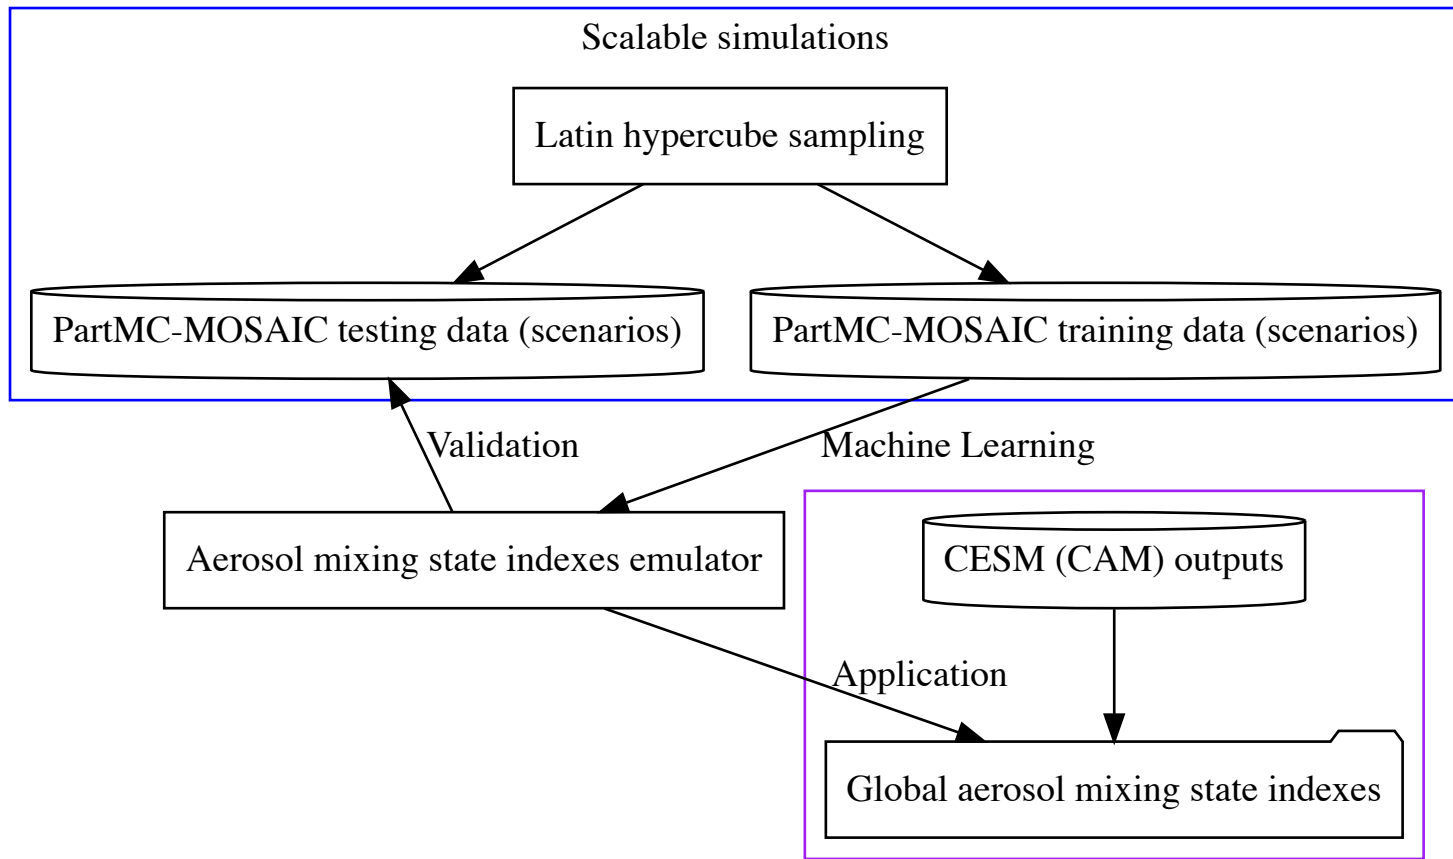 Scalable simulations
Latin hypercube sampling
PartMC-MOSAIC testing data (scenarios)
PartMC-MOSAIC training data (scenarios)
Validation
Machine Learning
Aerosol mixing state indexes emulator
CESM (CAM) outputs
Application
Global aerosol mixing state indexes